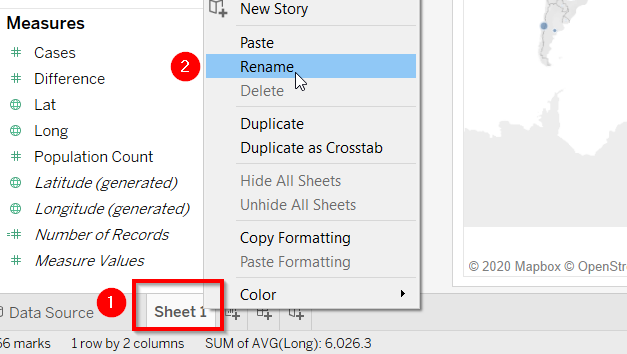 Measures
Cases
Difference
Lat
Long
Population Count
Latitude (generated)
Longitude (generated)
Number of Records
Measure Values
New Story
Paste
2
Rename
Delete
Duplicate
Duplicate as Crosstab
Hide All Sheets
Unhide All Sheets
Copy Formatting
Paste Formatting
Color
© 2020 Mapbox © OpenStre
Data Source
1
Sheet 1
66 marks
1 row by 2 columns
SUM of AVG(Long): 6,026.3